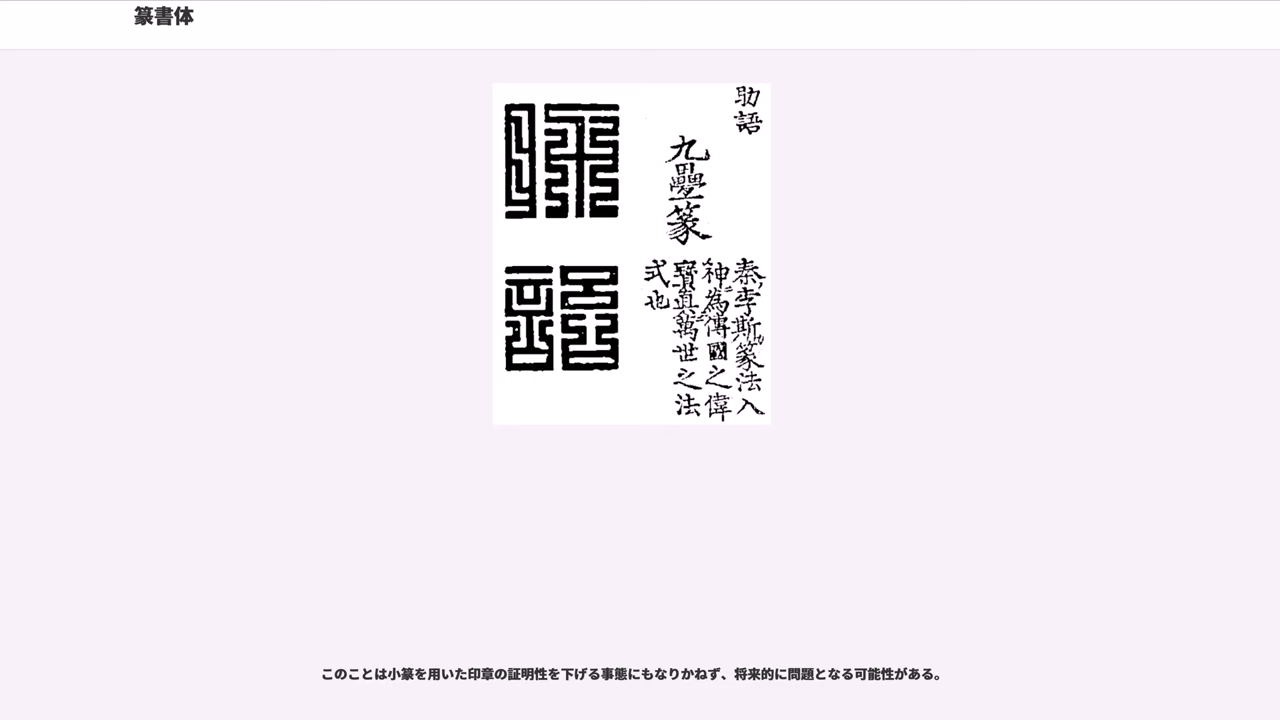 篆書体
助語
九疊篆
秦李斯篆法入
神為傳國之偉
寳真萬世之法
式也
このことは小篆を用いた印章の証明性を下げる事態にもなりかねず、将来的に問題となる可能性がある。